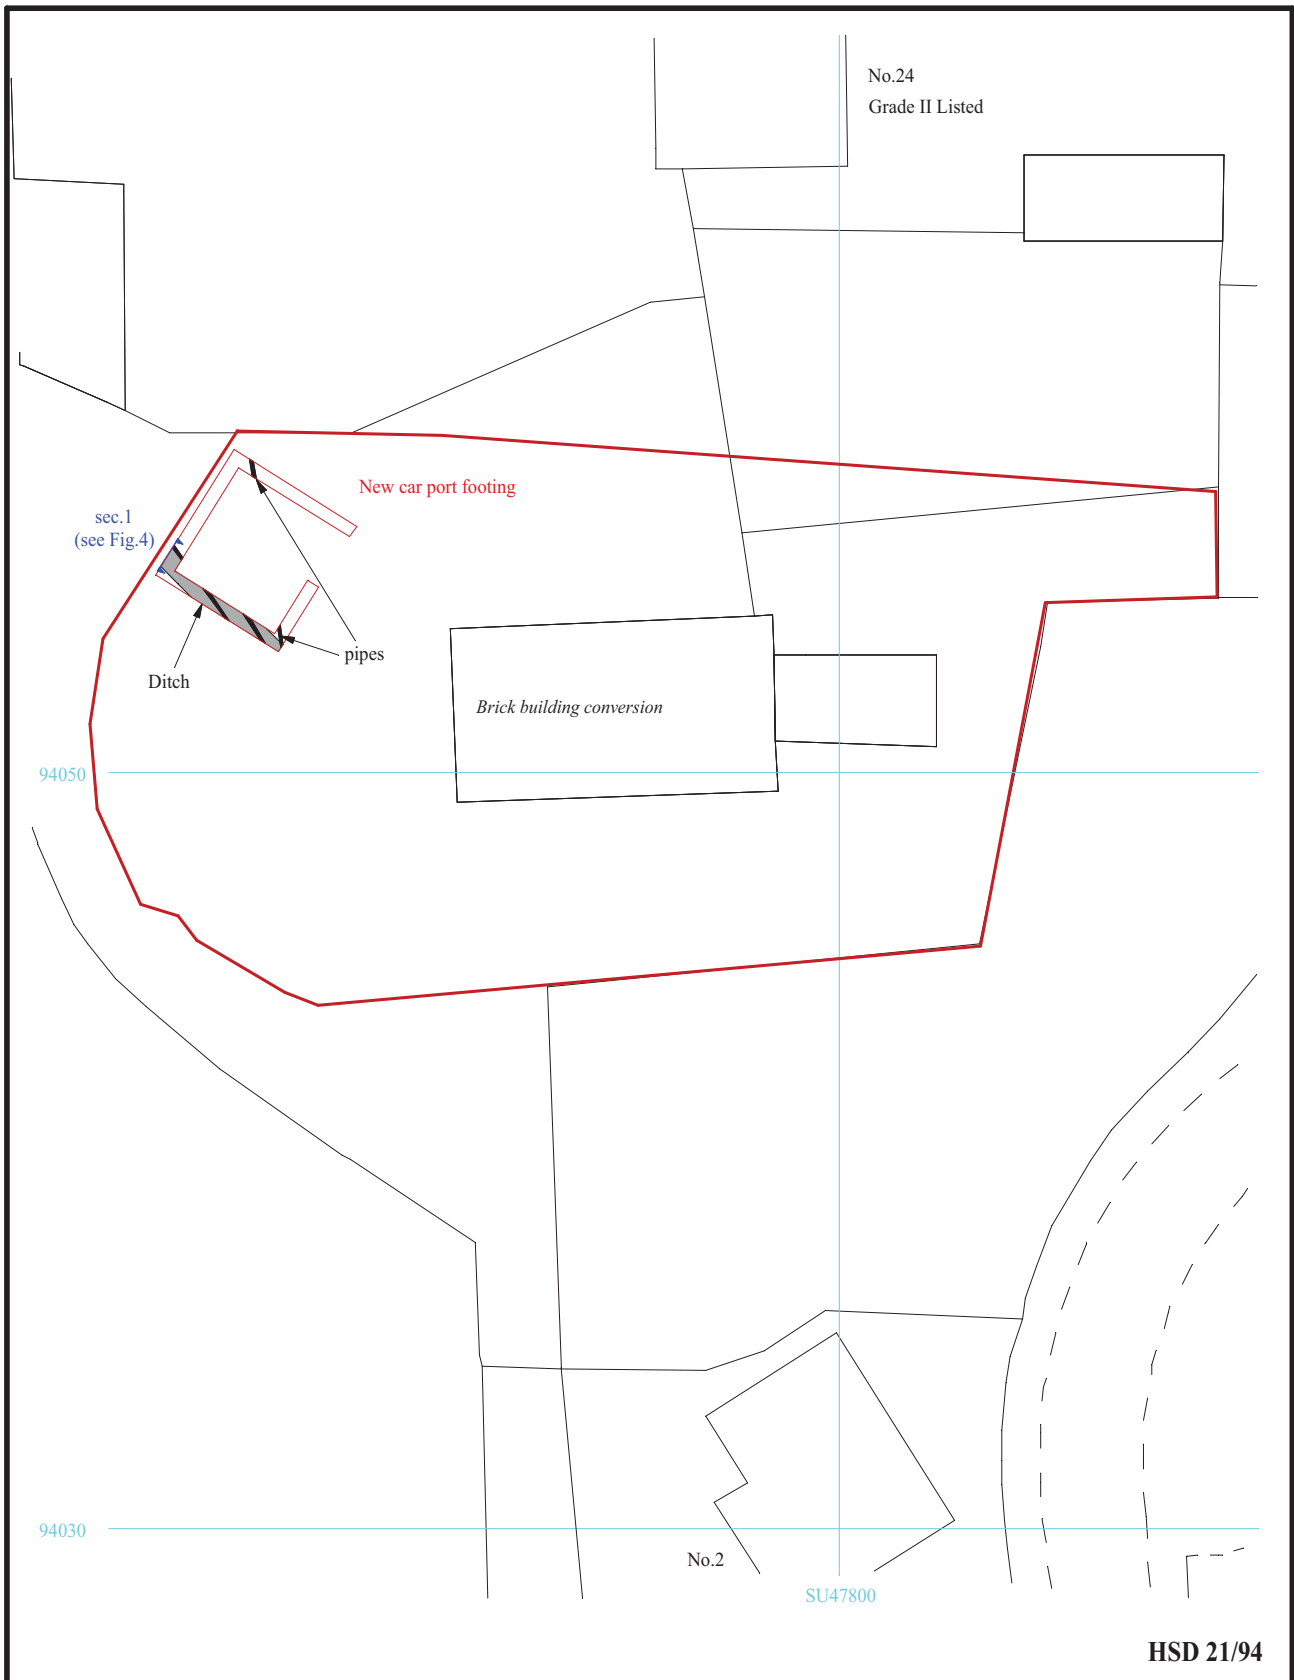 No.24
Grade II Listed
New car port footing
sec.1
(see Fig.4)
pipes
Ditch
Brick building conversion
94050
94030
No.2
SU47800
HSD 21/94